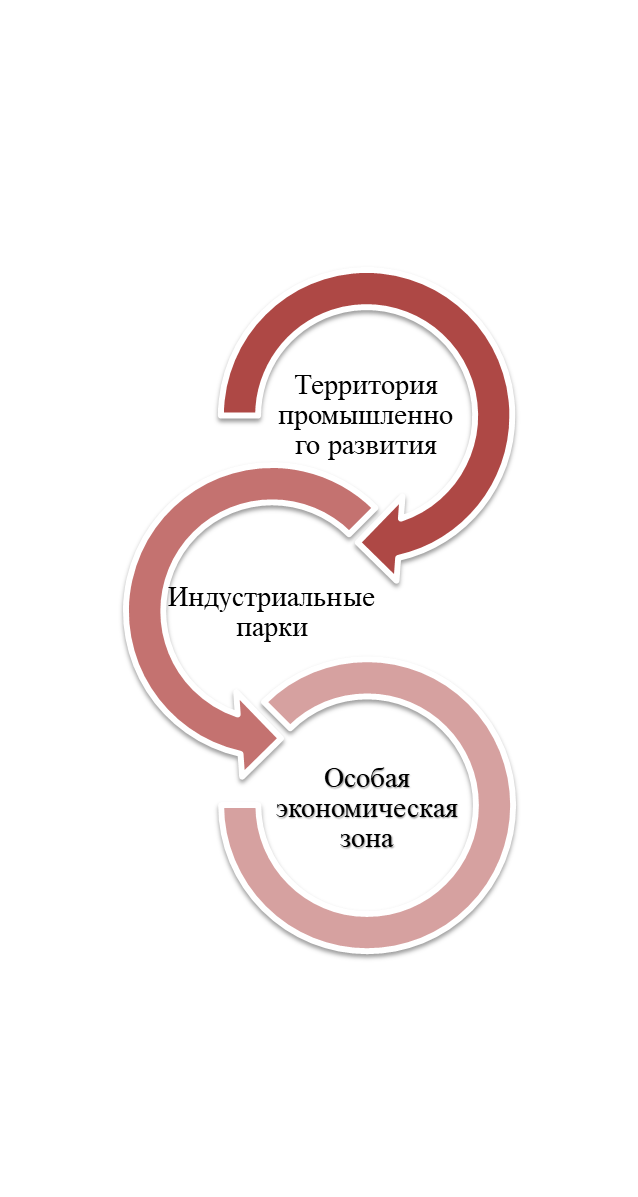 Территория
промышленно
го развития
Индустриальные
парки
Особая
экономическая
зона